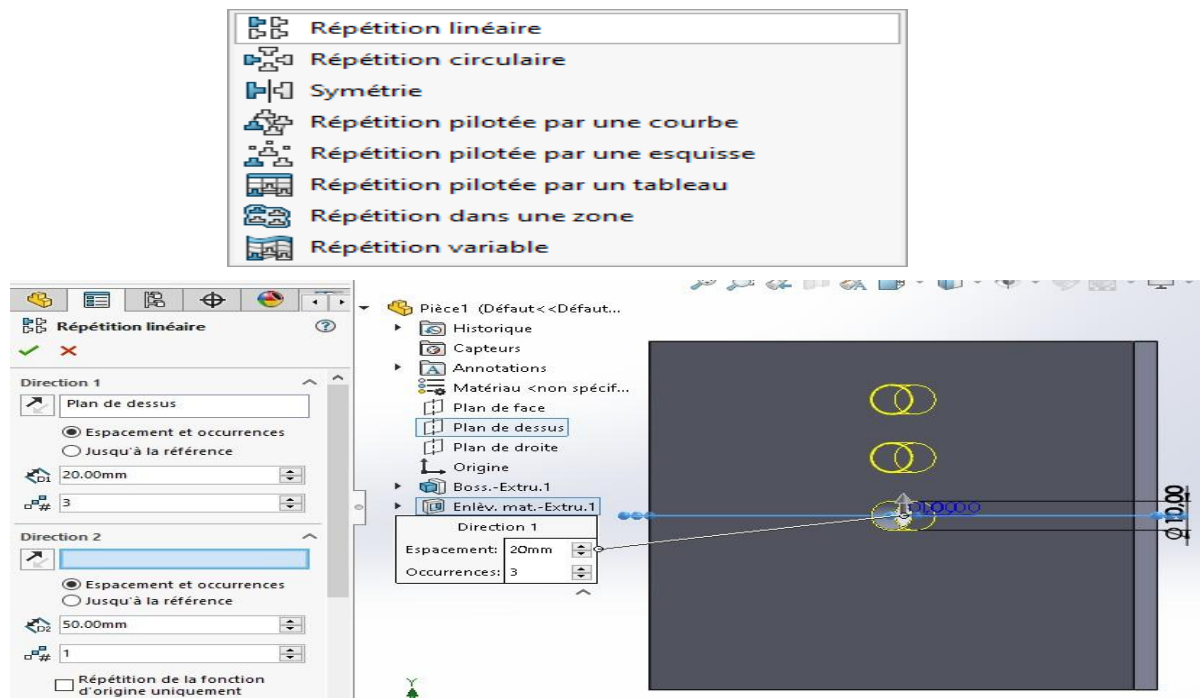 Répétition linéaire
Répétition circulaire
Symétrie
Répétition pilotée par une courbe
Répétition pilotée par une esquisse
Répétition pilotée par un tableau
Répétition dans une zone
Répétition variable
Répétition linéaire
Direction 1
Plan de dessus
Espacement et occurrences
Jusqu'à la référence
D1 20.00mm
# 3
Direction 2
Espacement et occurrences
Jusqu'à la référence
D2 50.00mm
# 1
Répétition de la fonction
d'origine uniquement
Pièce1 (Défaut<<Défaut...
Historique
Capteurs
Annotations
Matériau <non spécif...
Plan de face
Plan de dessus
Plan de droite
Origine
Boss.-Extru.1
Enlèv. mat.-Extru.1
Direction 1
Espacement: 20mm
Occurrences: 3
Ø10,00
Y